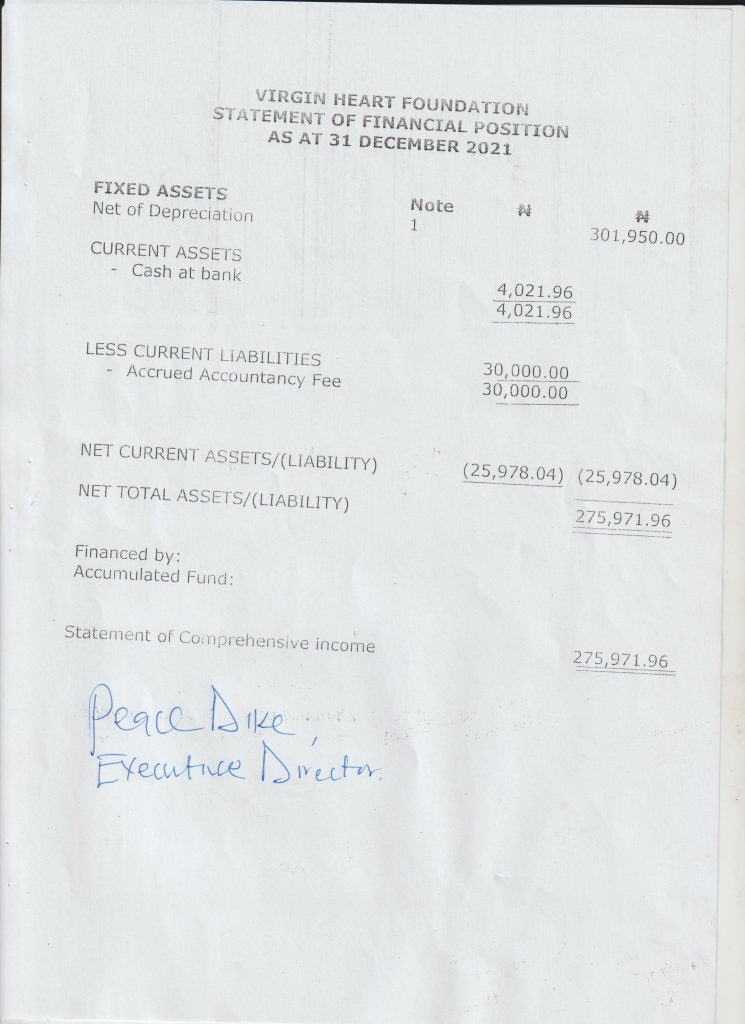 VIRGIN HEART FOUNDATION
STATEMENT OF FINANCIAL POSITION
AS AT 31 DECEMBER 2021
FIXED ASSETS Note ₦ ₦
Net of Depreciation 1 301,950.00
CURRENT ASSETS
- Cash at bank 4,021.96
4,021.96
LESS CURRENT LIABILITIES 30,000.00
- Accrued Accountancy Fee 30,000.00
NET CURRENT ASSETS/(LIABILITY) (25,978.04) (25,978.04)
NET TOTAL ASSETS/(LIABILITY) 275,971.96
Financed by:
Accumulated Fund:
Statement of Comprehensive income 275,971.96
Peace Dike,
Executive Director.